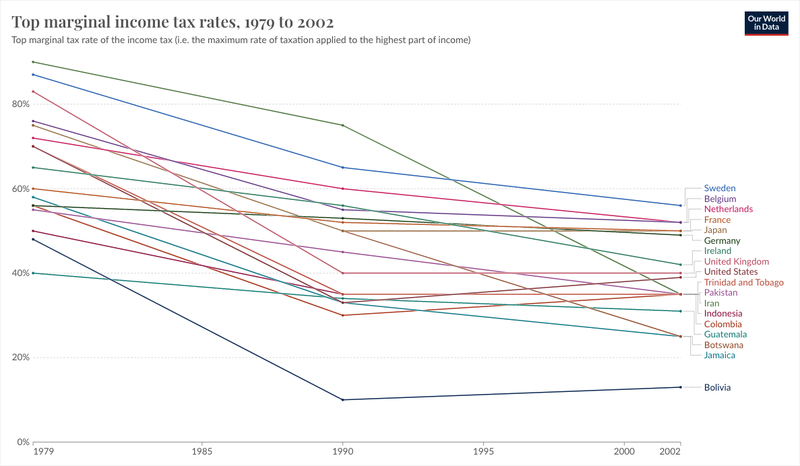 Top marginal income tax rates, 1979 to 2002
Top marginal tax rate of the income tax (i.e. the maximum rate of taxation applied to the highest part of income)
Our World
in Data
80%
60%
40%
20%
0%
1979
1985
1990
1995
2000
2002
Sweden
Belgium
Netherlands
France
Japan
Germany
Ireland
United Kingdom
United States
Trinidad and Tobago
Pakistan
Iran
Indonesia
Colombia
Guatemala
Botswana
Jamaica
Bolivia